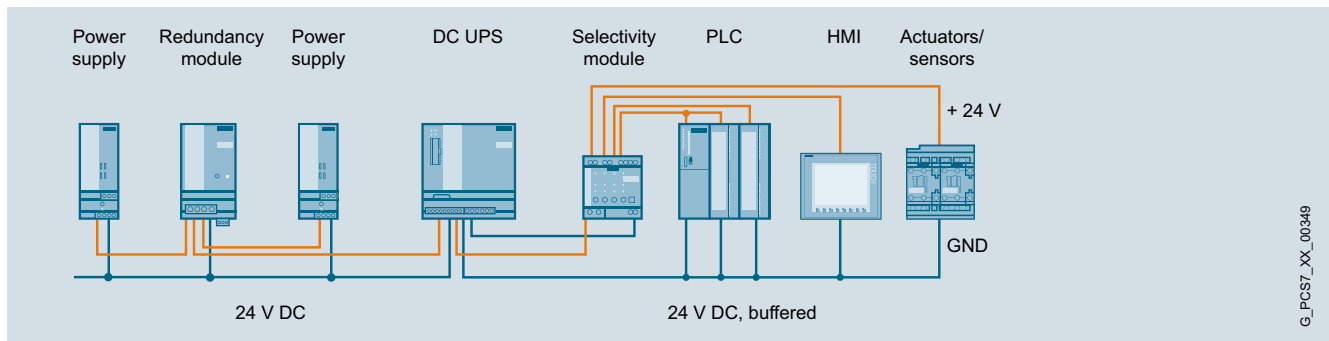 Power
supply
Redundancy
module
Power
supply
DC UPS
Selectivity
module
PLC
HMI
Actuators/
sensors
+ 24 V
GND
24 V DC
24 V DC, buffered
G_PCS7_XX_00349